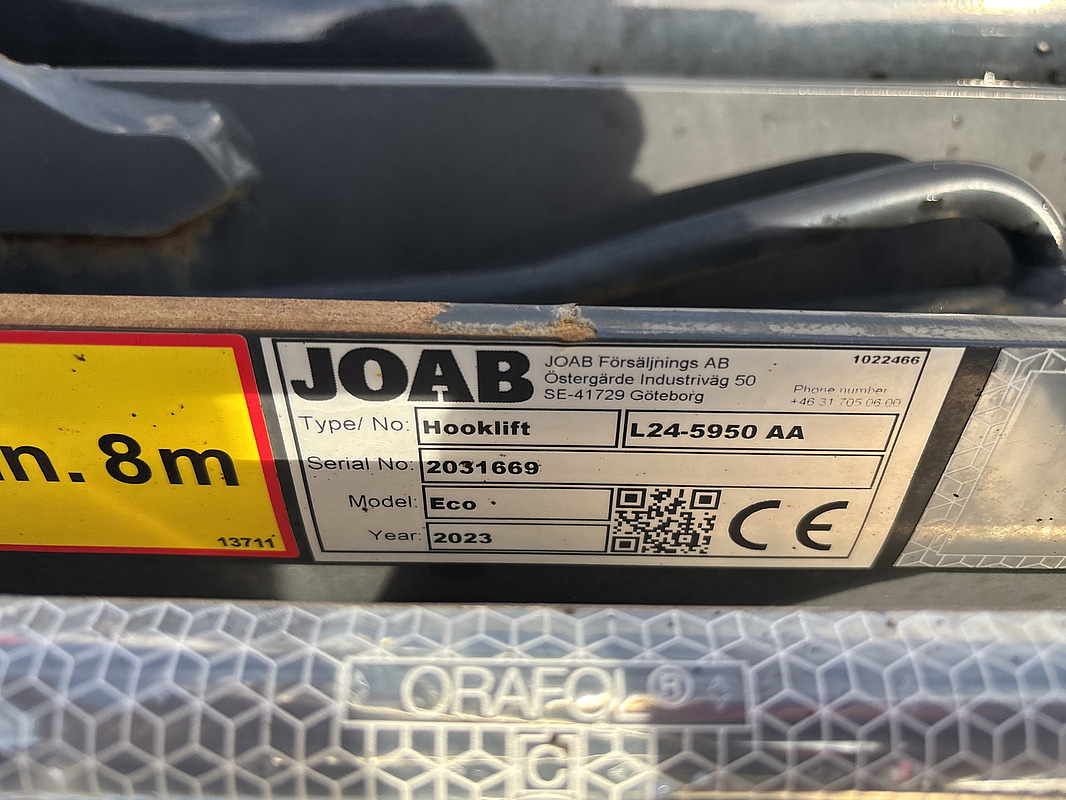 n. 8m
13711
JOAB
JOAB Försäljnings AB
Östergärde Industriväg 50
SE-41729 Göteborg
1022466
Phone number
+46 31 705 06 00
Type/ No: Hooklift L24-5950 AA
Serial No: 2031669
Model: Eco
Year: 2023
CE
ORAFOL®
C